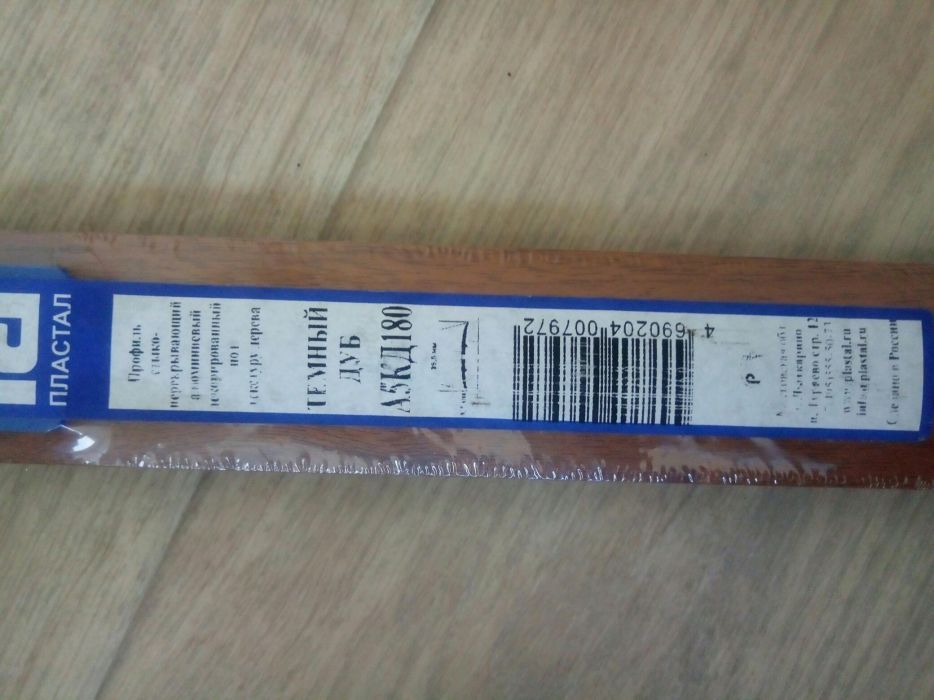 ПЛАСТАЛ
Профиль
стыко-
перекрывающий
алюминиевый
декорированный
под
текстуру дерева
ТЕМНЫЙ
ДУБ
А5КД180
4 690204 007972
www.plastal.ru
info@plastal.ru
Сделано в России